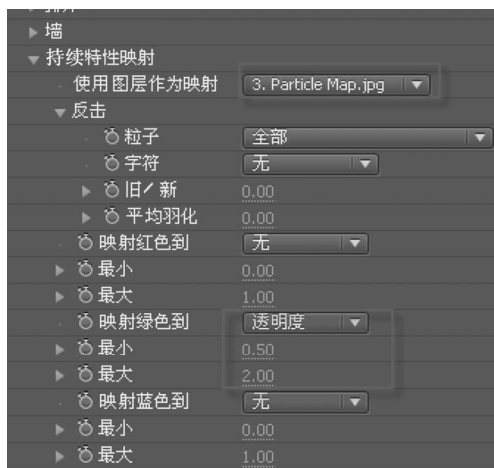 墙
持续特性映射
使用图层作为映射 3. Particle Map.jpg
反击
粒子 全部
字符 无
旧／新 0.00
平均羽化 0.00
映射红色到 无
最小 0.00
最大 1.00
映射绿色到 透明度
最小 0.50
最大 2.00
映射蓝色到 无
最小 0.00
最大 1.00